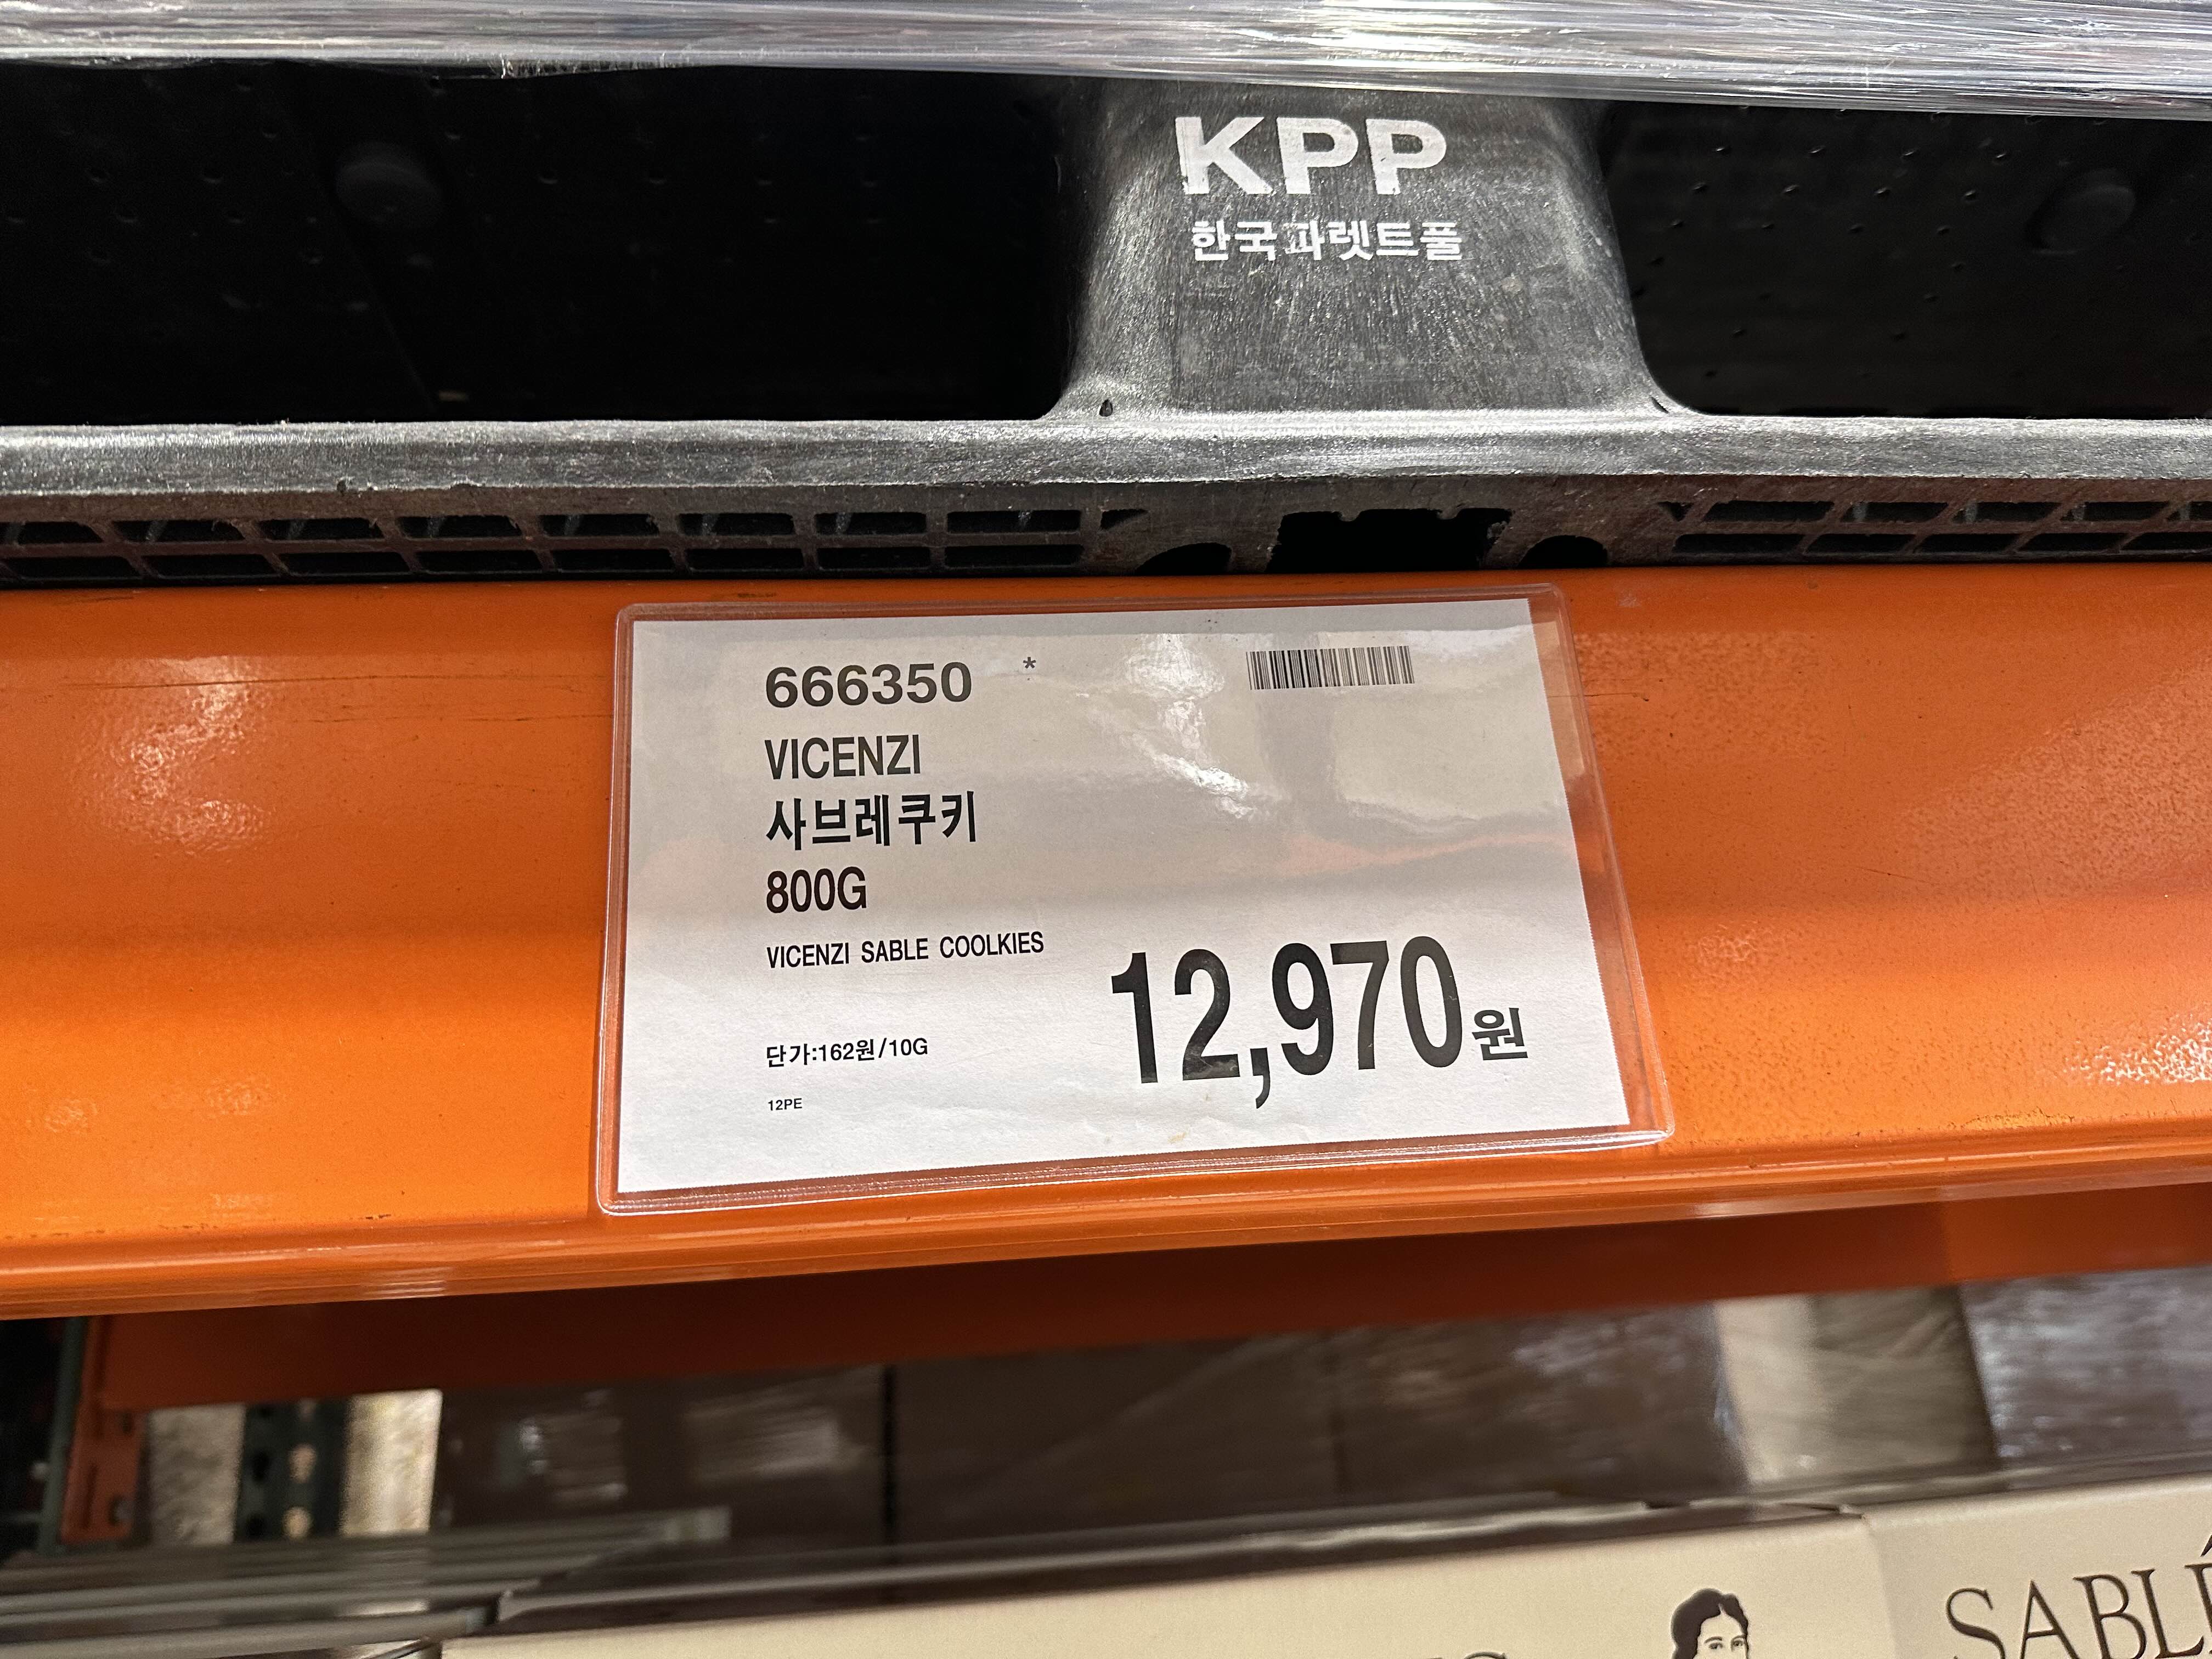 KPP
한국파렛트풀
666350 *
VICENZI
사브레쿠키
800G
VICENZI SABLE COOLKIES
12,970원
단가:162원/10G
12PE